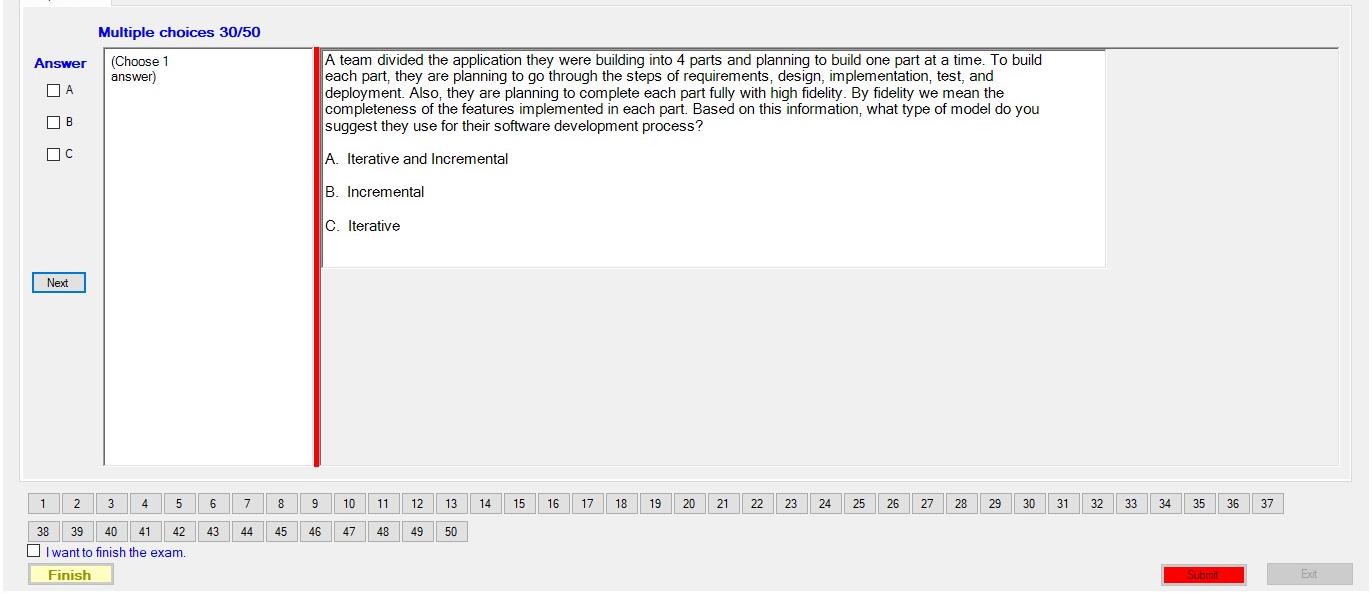 Multiple choices 30/50
Answer
(Choose 1
answer)
A
B
C
Next
A team divided the application they were building into 4 parts and planning to build one part at a time. To build
each part, they are planning to go through the steps of requirements, design, implementation, test, and
deployment. Also, they are planning to complete each part fully with high fidelity. By fidelity we mean the
completeness of the features implemented in each part. Based on this information, what type of model do you
suggest they use for their software development process?
A. Iterative and Incremental
B. Incremental
C. Iterative
1 2 3 4 5 6 7 8 9 10 11 12 13 14 15 16 17 18 19 20 21 22 23 24 25 26 27 28 29 30 31 32 33 34 35 36 37
38 39 40 41 42 43 44 45 46 47 48 49 50
I want to finish the exam.
Finish
Submit
Exit